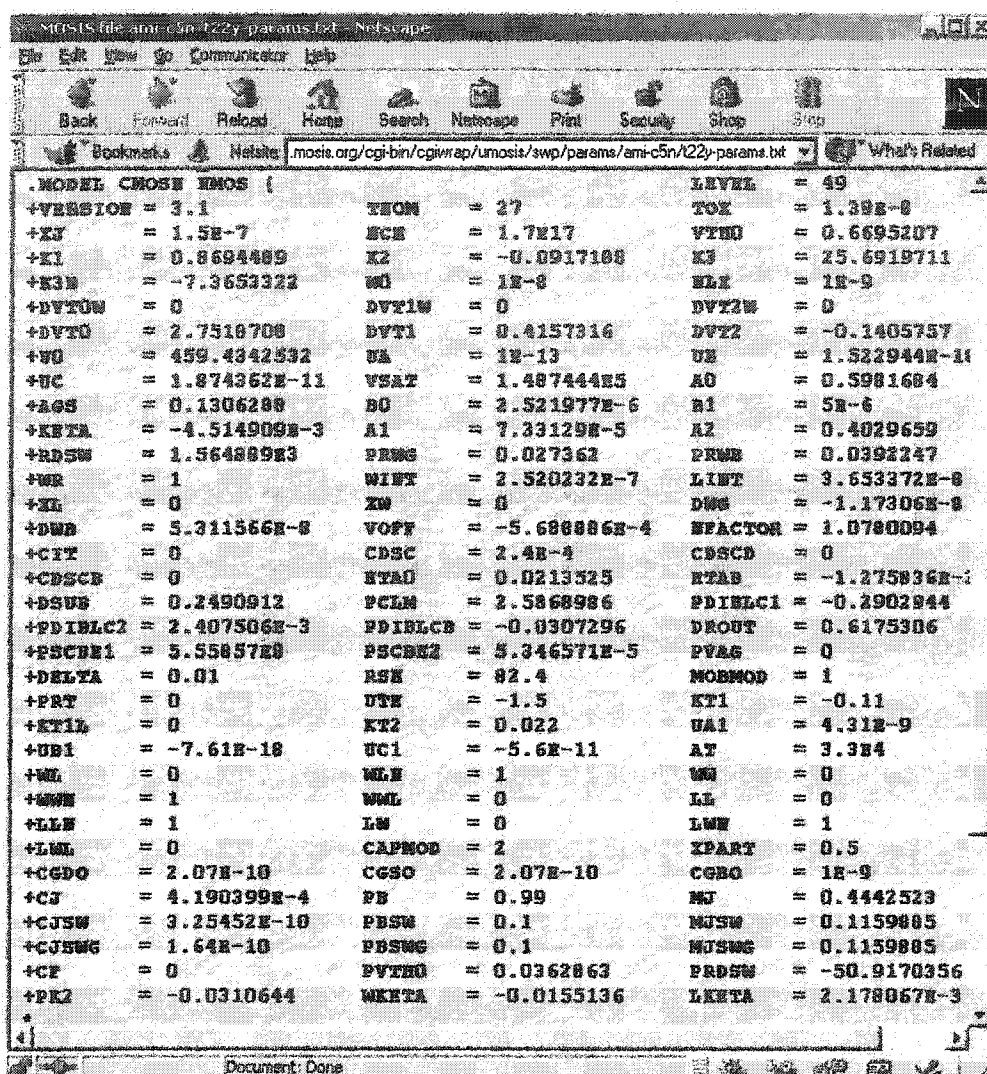 MOSIS file ami-c5n-t22y-params.txt - Netscape
File Edit View Go Communicator Help
Back Forward Reload Home Search Netscape Print Security Shop Stop
Bookmarks Netsite: .mosis.org/cgi-bin/cgiwrap/umosis/swp/params/ami-c5n/t22y-params.txt What's Related
.MODEL CMOSN NMOS ( LEVEL = 49
+VERSION = 3.1 TNOM = 27 TOX = 1.39E-8
+XJ = 1.5E-7 NCH = 1.7E17 VTH0 = 0.6695207
+K1 = 0.8694489 K2 = -0.0917188 K3 = 25.6919711
+K3B = -7.3653322 W0 = 1E-8 NLX = 1E-9
+DVT0W = 0 DVT1W = 0 DVT2W = 0
+DVT0 = 2.7518708 DVT1 = 0.4157316 DVT2 = -0.1405757
+U0 = 459.4342532 UA = 1E-13 UB = 1.522944E-18
+UC = 1.874362E-11 VSAT = 1.487444E5 A0 = 0.5981684
+AGS = 0.1306288 B0 = 2.521977E-6 B1 = 5E-6
+KETA = -4.514909E-3 A1 = 7.33129E-5 A2 = 0.4029659
+RDSW = 1.564889E3 PRWG = 0.027362 PRWB = 0.0392247
+WR = 1 WINT = 2.520232E-7 LINT = 3.653372E-8
+XL = 0 XW = 0 DWG = -1.17306E-8
+DWB = 5.311566E-8 VOFF = -5.688886E-4 NFACTOR = 1.0780094
+CIT = 0 CDSC = 2.4E-4 CDSCD = 0
+CDSCB = 0 ETA0 = 0.0213525 ETAB = -1.275836E-
+DSUB = 0.2490912 PCLM = 2.5868986 PDIBLC1 = -0.2902944
+PDIBLC2 = 2.407506E-3 PDIBLCB = -0.0307296 DROUT = 0.6175306
+PSCBE1 = 5.55857E8 PSCBE2 = 5.346571E-5 PVAG = 0
+DELTA = 0.01 RSH = 82.4 MOBMOD = 1
+PRT = 0 UTE = -1.5 KT1 = -0.11
+KT1L = 0 KT2 = 0.022 UA1 = 4.31E-9
+UB1 = -7.61E-18 UC1 = -5.6E-11 AT = 3.3E4
+WL = 0 WLN = 1 WW = 0
+WWN = 1 WWL = 0 LL = 0
+LLN = 1 LW = 0 LWN = 1
+LWL = 0 CAPMOD = 2 XPART = 0.5
+CGDO = 2.07E-10 CGSO = 2.07E-10 CGBO = 1E-9
+CJ = 4.190399E-4 PB = 0.99 MJ = 0.4442523
+CJSW = 3.25452E-10 PBSW = 0.1 MJSW = 0.1159885
+CJSWG = 1.64E-10 PBSWG = 0.1 MJSWG = 0.1159885
+CF = 0 PVTH0 = 0.0362863 PRDSW = -50.9170356
+PK2 = -0.0310644 WKETA = -0.0155136 LKETA = 2.178067E-3
*
Document: Done